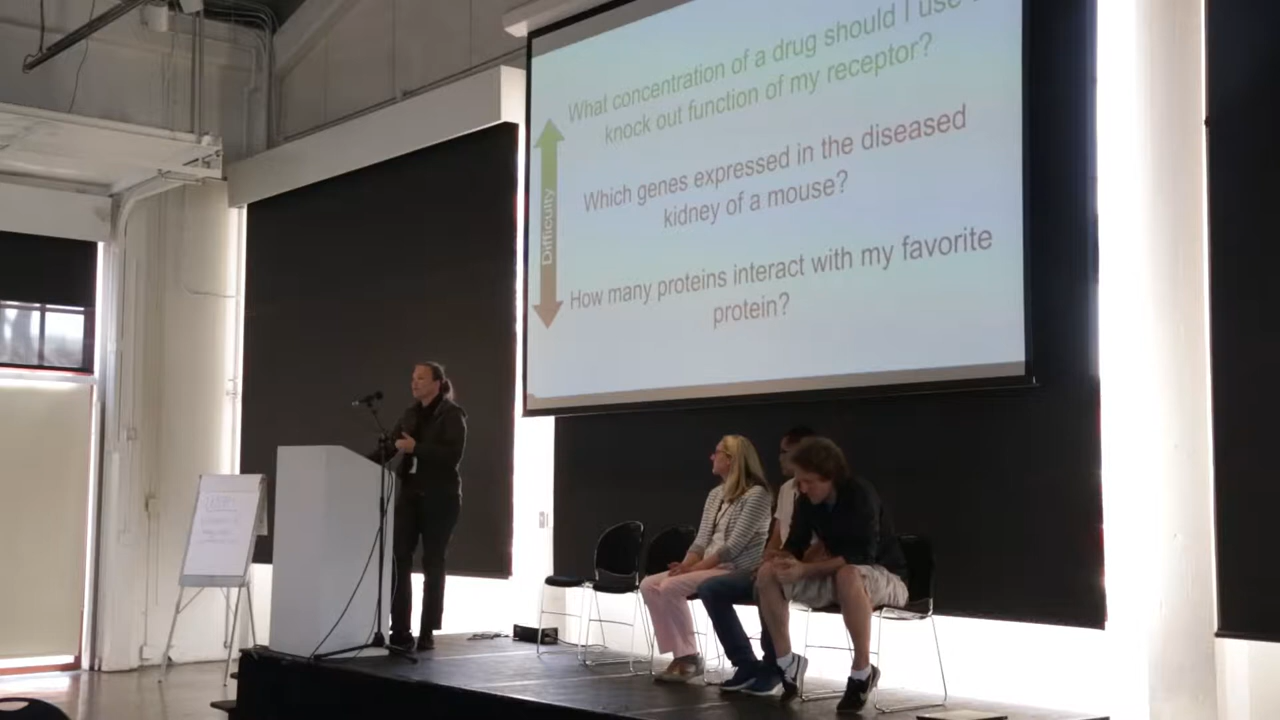 What concentration of a drug should I use
knock out function of my receptor?
Difficulty
Which genes expressed in the diseased
kidney of a mouse?
How many proteins interact with my favorite
protein?